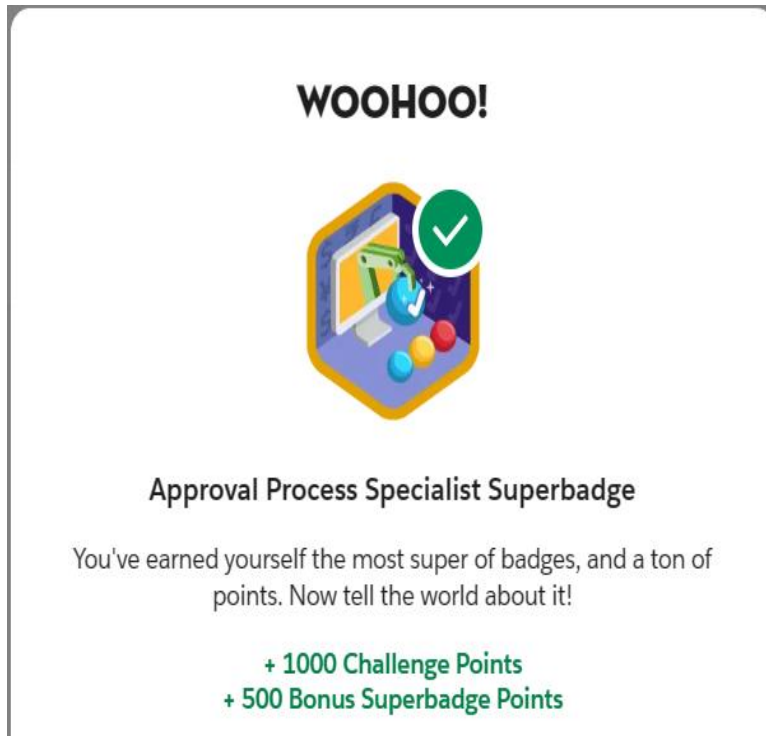 WOOHOO!
Approval Process Specialist Superbadge
You've earned yourself the most super of badges, and a ton of
points. Now tell the world about it!
+ 1000 Challenge Points
+ 500 Bonus Superbadge Points